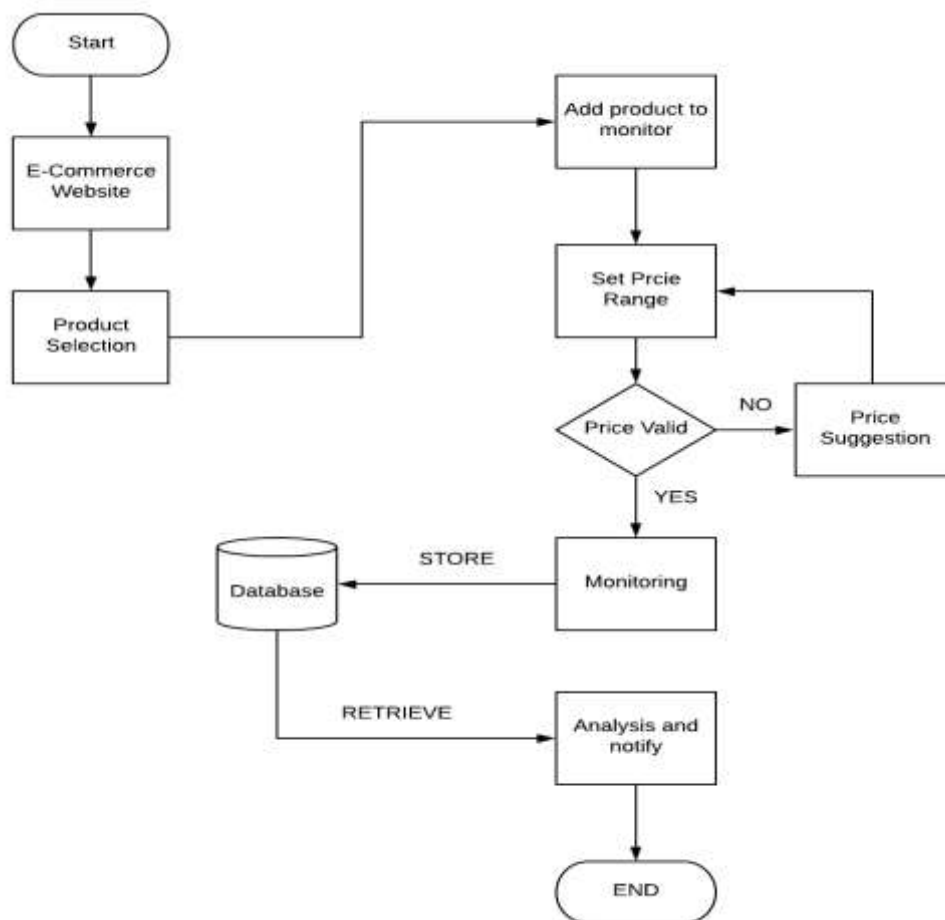 Start
E-Commerce
Website
Product
Selection
Add product to
monitor
Set Prcie
Range
Price Valid
NO
Price
Suggestion
YES
Monitoring
STORE
Database
RETRIEVE
Analysis and
notify
END